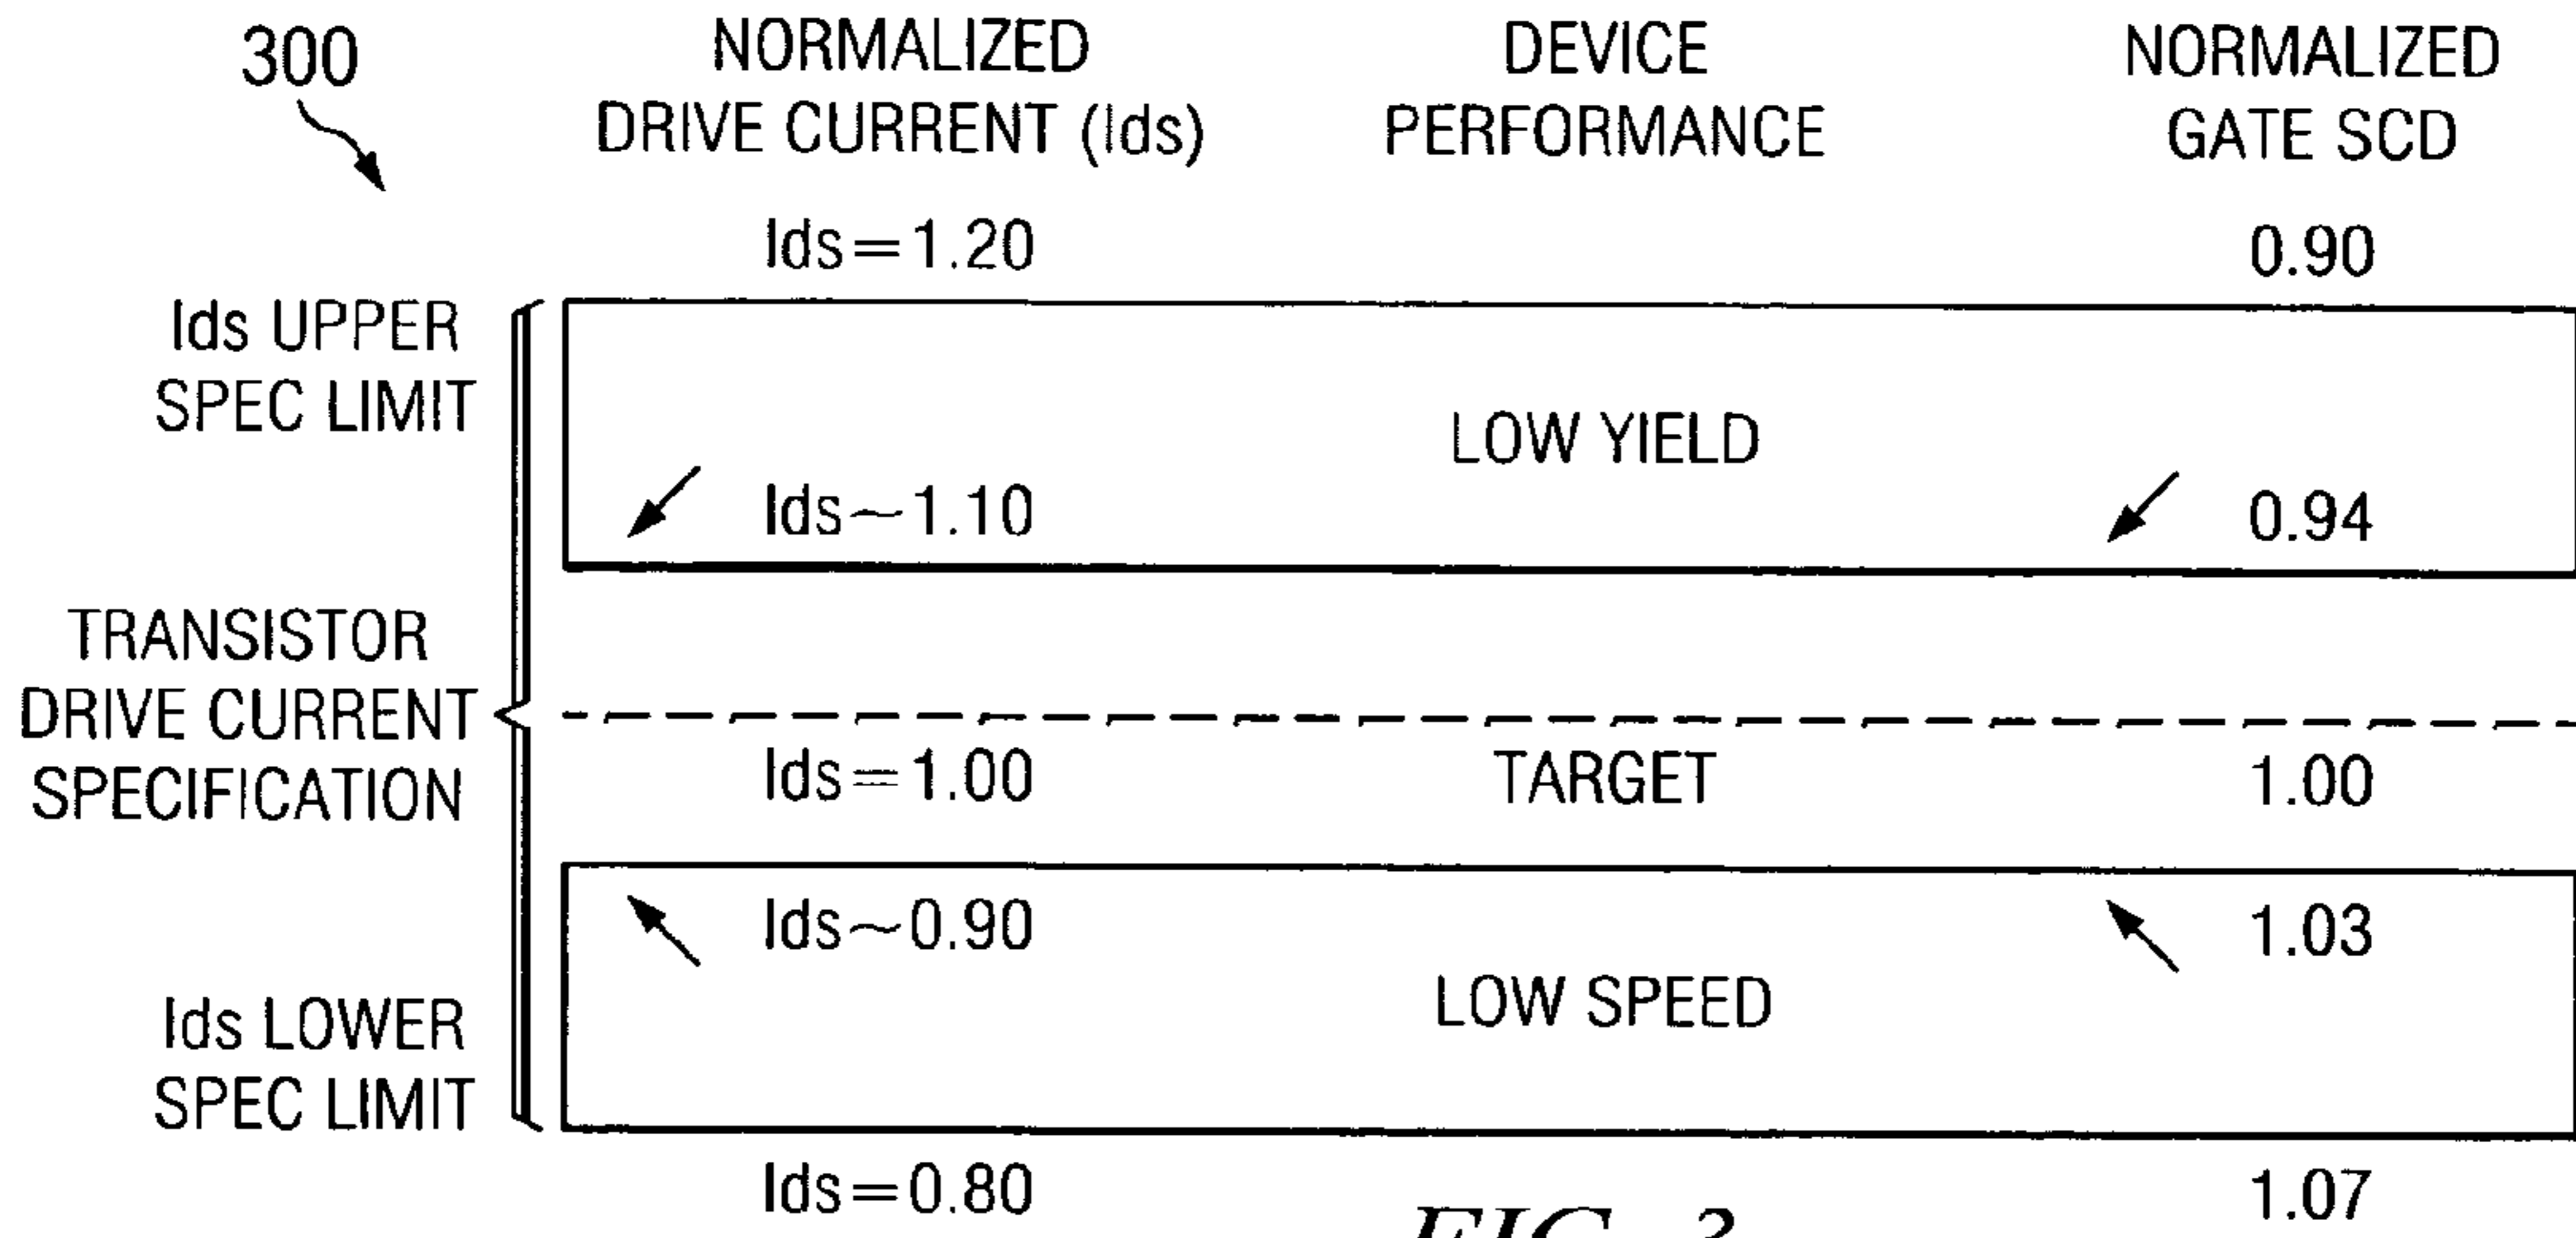 300
NORMALIZED
DRIVE CURRENT (Ids)
DEVICE
PERFORMANCE
NORMALIZED
GATE SCD
Ids=1.20
0.90
Ids UPPER
SPEC LIMIT
LOW YIELD
Ids~1.10
0.94
TRANSISTOR
DRIVE CURRENT
SPECIFICATION
Ids=1.00
TARGET
1.00
Ids~0.90
1.03
LOW SPEED
Ids LOWER
SPEC LIMIT
Ids=0.80
1.07
FIG. 3